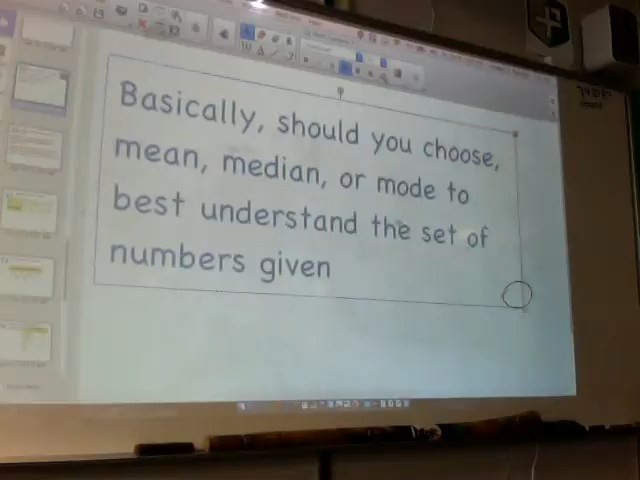 Basically, should you choose,
mean, median, or mode to
best understand the set of
numbers given